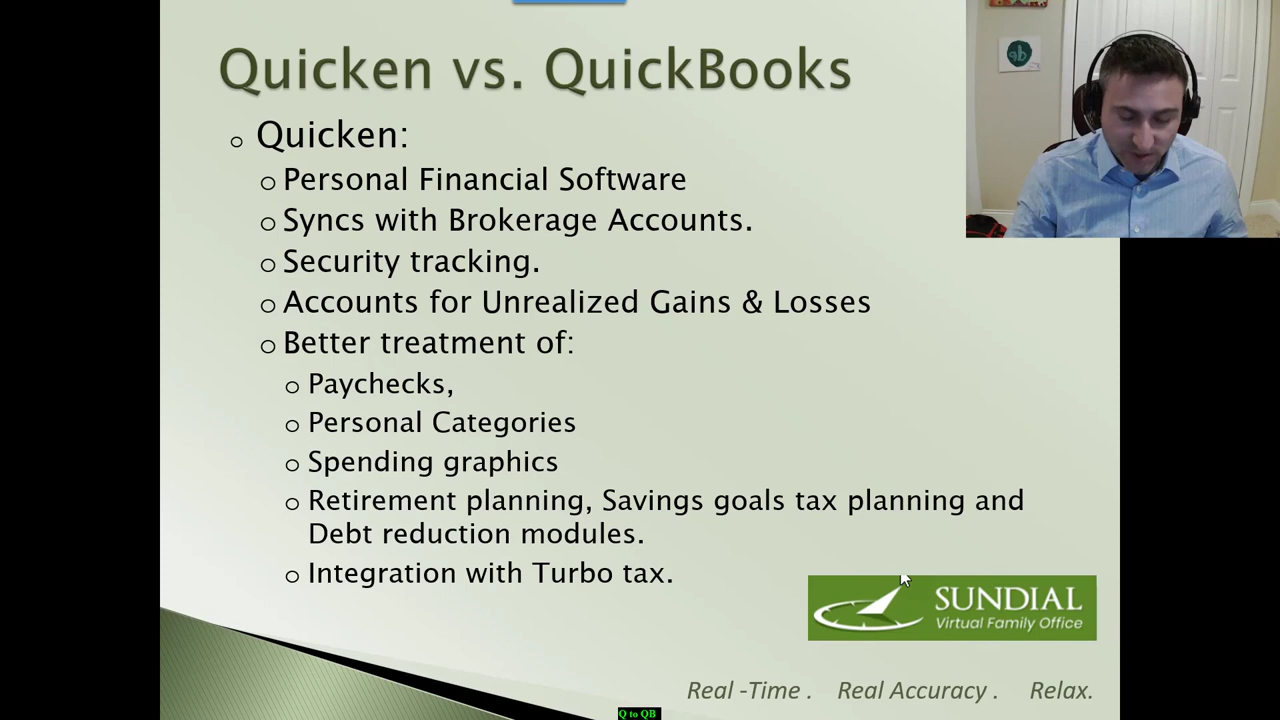 Quicken vs. QuickBooks
Quicken:
Personal Financial Software
Syncs with Brokerage Accounts.
Security tracking.
Accounts for Unrealized Gains & Losses
Better treatment of:
Paychecks,
Personal Categories
Spending graphics
Retirement planning, Savings goals tax planning and
Debt reduction modules.
Integration with Turbo tax.
SUNDIAL
Virtual Family Office
Real -Time . Real Accuracy . Relax.
Q to QB
qb